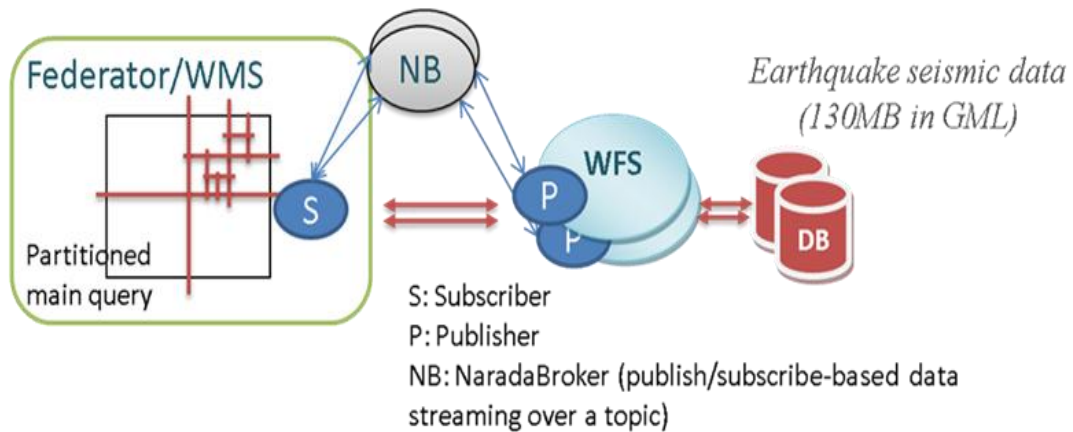 Federator/WMS
NB
Earthquake seismic data
(130MB in GML)
WFS
P
S
P
DB
Partitioned
main query
S: Subscriber
P: Publisher
NB: NaradaBroker (publish/subscribe-based data
streaming over a topic)